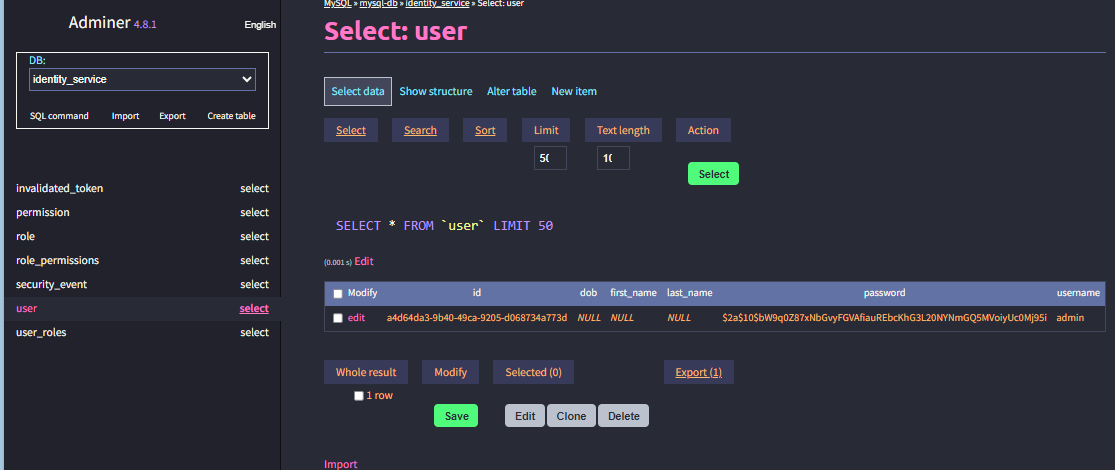 MySQL » mysql-db » identity_service » Select: user
Adminer 4.8.1
English
Select: user
DB:
identity_service
SQL command Import Export Create table
Select data Show structure Alter table New item
Select Search Sort Limit Text length Action
50 10
Select
invalidated_token select
permission select
role select
role_permissions select
security_event select
user select
user_roles select
SELECT * FROM `user` LIMIT 50
(0.001 s) Edit
Modify id dob first_name last_name password username
edit a4d64da3-9b40-49ca-9205-d068734a773d NULL NULL NULL $2a$10$bW9q0Z87xNbGvyFGVAfiauREbcKhG3L20NYNmGQ5MVoiyUc0Mj95i admin
Whole result Modify Selected (0) Export (1)
1 row
Save Edit Clone Delete
Import